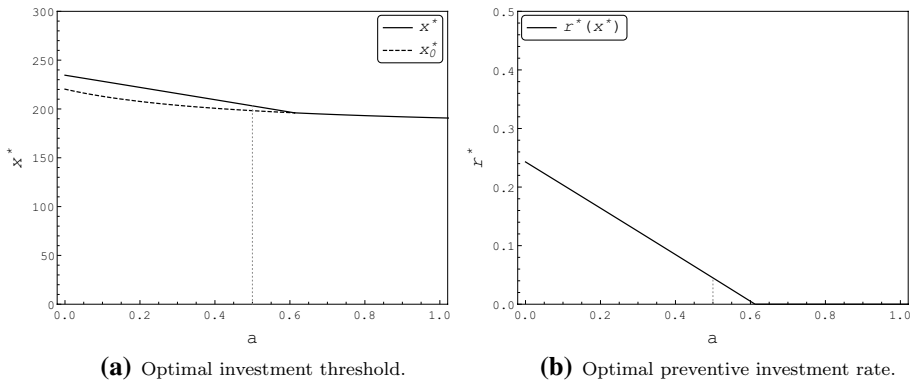 300
250
200
150
100
50
0
x*
x*
x₀*
0.0 0.2 0.4 0.6 0.8 1.0
a
(a) Optimal investment threshold.
0.5
0.4
0.3
0.2
0.1
0.0
r*
r*(x*)
0.0 0.2 0.4 0.6 0.8 1.0
a
(b) Optimal preventive investment rate.